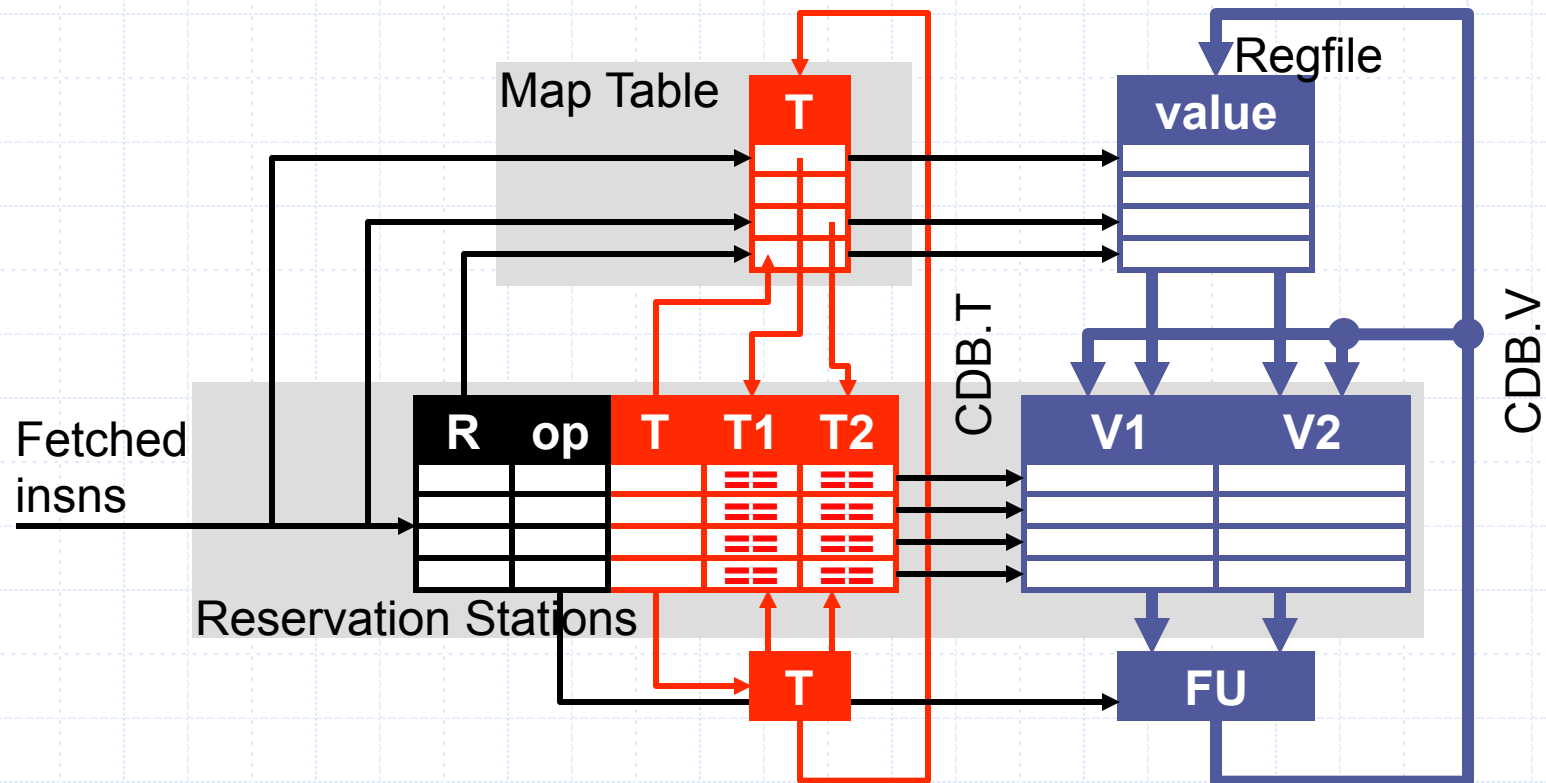 Regfile
Map Table
T
value
CDB.T
CDB.V
Fetched
insns
R op T T1 T2
V1 V2
==
==
==
==
==
==
==
==
Reservation Stations
T
FU